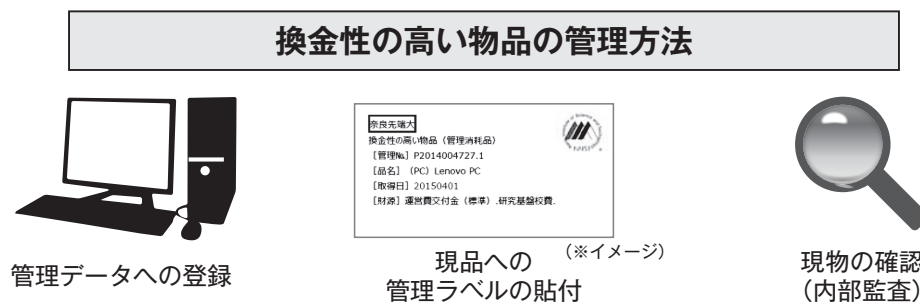 換金性の高い物品の管理方法
奈良先端大
換金性の高い物品（管理消耗品）
[管理№] P2014004727.1
[品名] (PC) Lenovo PC
[取得日] 20150401
[財源] 運営費交付金（標準）.研究基盤校費.
管理データへの登録
現品への
管理ラベルの貼付
（※イメージ）
現物の確認
（内部監査）